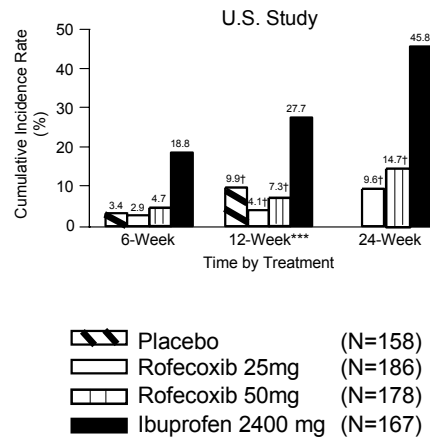 U.S. Study
Cumulative Incidence Rate
(%)
50
40
30
20
10
0
3.4
2.9
4.7
18.8
9.9†
4.1†
7.3†
27.7
9.6†
14.7†
45.8
6-Week
12-Week***
24-Week
Time by Treatment
Placebo (N=158)
Rofecoxib 25mg (N=186)
Rofecoxib 50mg (N=178)
Ibuprofen 2400 mg (N=167)